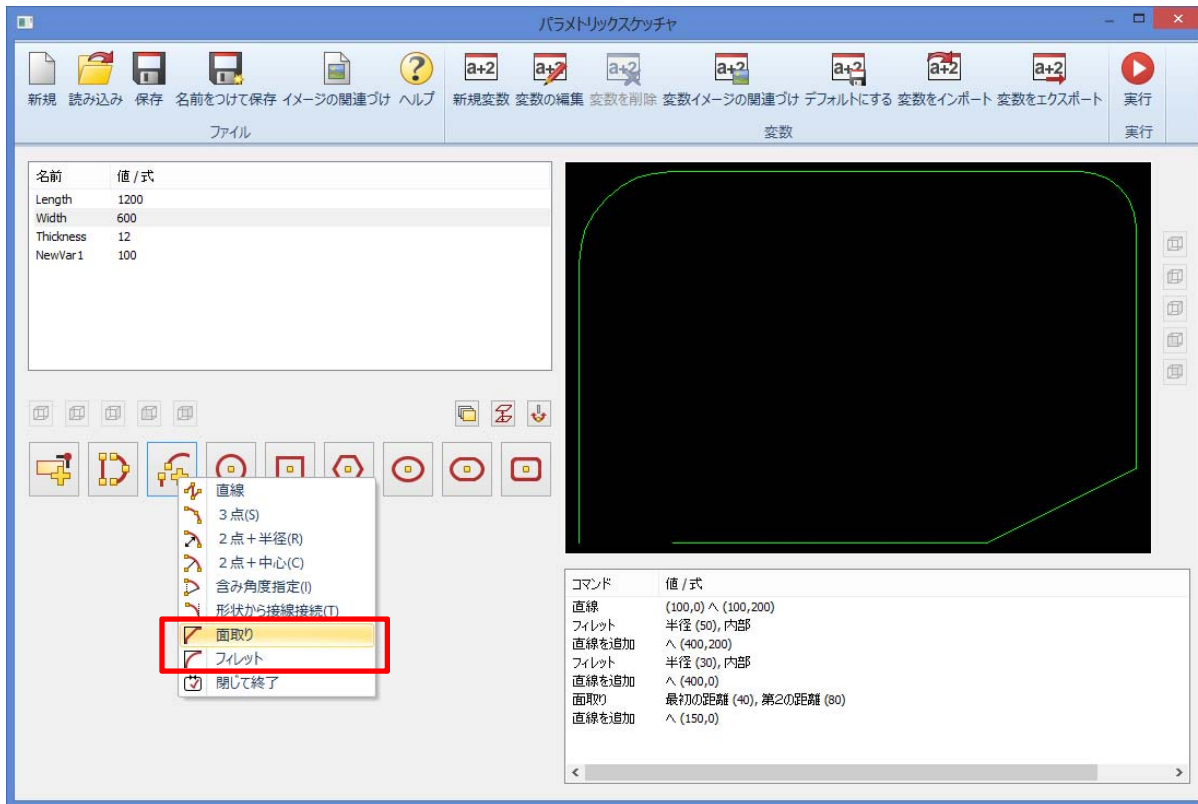 パラメトリックスケッチャ
新規 読み込み 保存 名前をつけて保存 イメージの関連づけ ヘルプ 新規変数 変数の編集 変数を削除 変数イメージの関連づけ デフォルトにする 変数をインポート 変数をエクスポート 実行
a+2 a+2 a+2 a+2 a+2 a+2 a+2
ファイル 変数 実行
名前 値 / 式
Length 1200
Width 600
Thickness 12
NewVar1 100
直線
3 点(S)
2 点+半径(R)
2 点+中心(C)
含み角度指定(I)
形状から接線接続(T)
面取り
フィレット
閉じて終了
コマンド 値 / 式
直線 (100,0) へ (100,200)
フィレット 半径 (50), 内部
直線を追加 へ (400,200)
フィレット 半径 (30), 内部
直線を追加 へ (400,0)
面取り 最初の距離 (40), 第2の距離 (80)
直線を追加 へ (150,0)